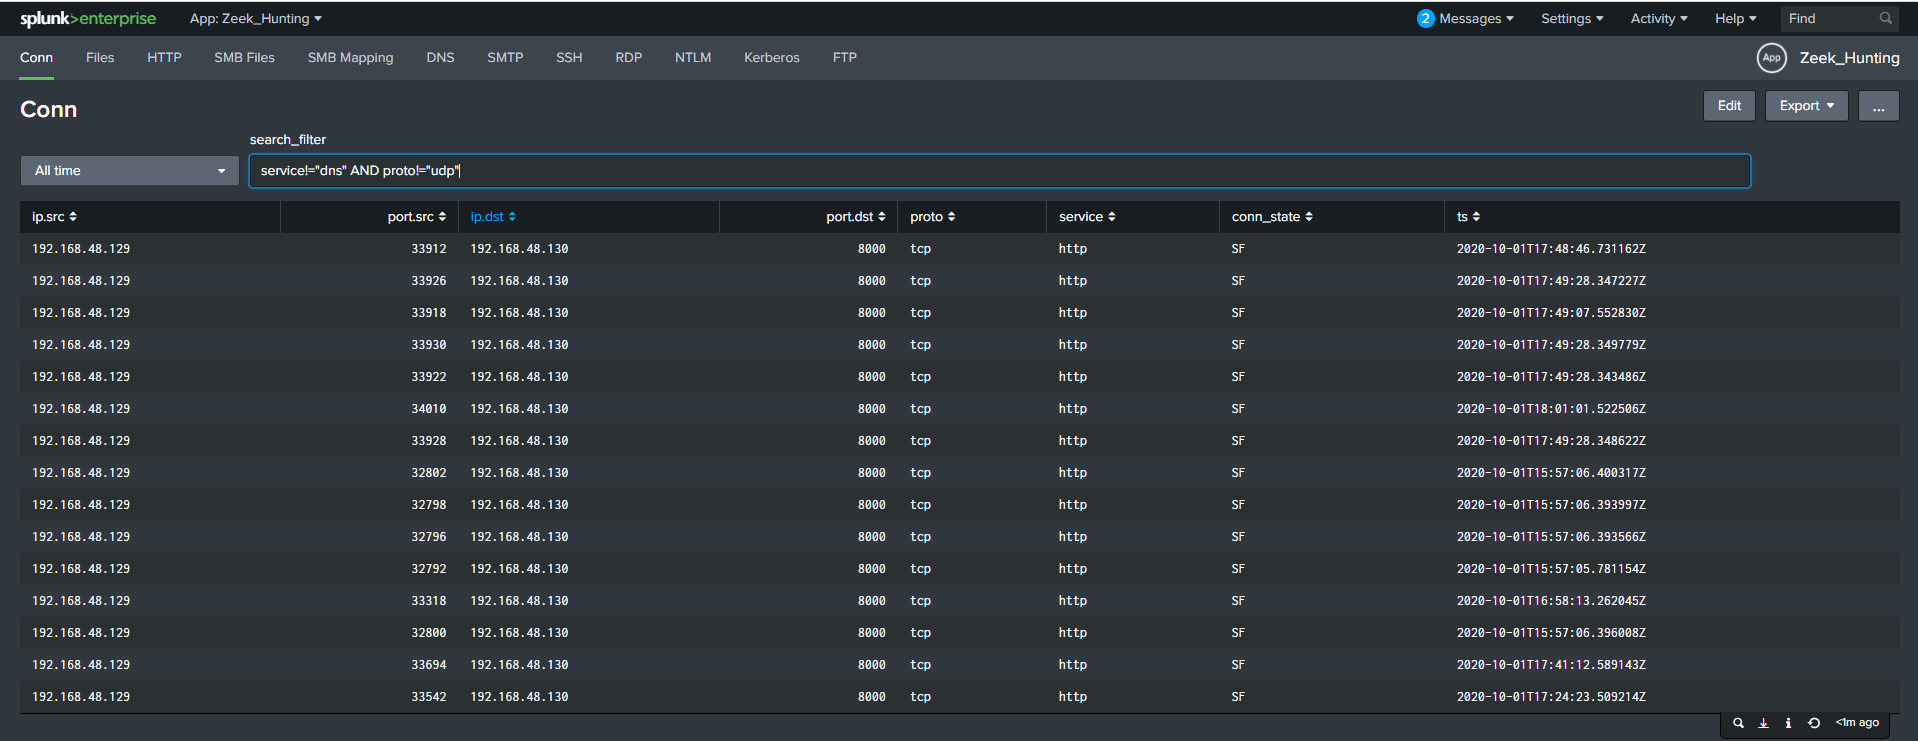 splunk>enterprise App: Zeek_Hunting 2 Messages Settings Activity Help Find
Conn Files HTTP SMB Files SMB Mapping DNS SMTP SSH RDP NTLM Kerberos FTP App Zeek_Hunting
Conn Edit Export ...
search_filter
All time service!="dns" AND proto!="udp"
ip.src port.src ip.dst port.dst proto service conn_state ts
192.168.48.129 33912 192.168.48.130 8000 tcp http SF 2020-10-01T17:48:46.731162Z
192.168.48.129 33926 192.168.48.130 8000 tcp http SF 2020-10-01T17:49:28.347227Z
192.168.48.129 33918 192.168.48.130 8000 tcp http SF 2020-10-01T17:49:07.552830Z
192.168.48.129 33930 192.168.48.130 8000 tcp http SF 2020-10-01T17:49:28.349779Z
192.168.48.129 33922 192.168.48.130 8000 tcp http SF 2020-10-01T17:49:28.343486Z
192.168.48.129 34010 192.168.48.130 8000 tcp http SF 2020-10-01T18:01:01.522506Z
192.168.48.129 33928 192.168.48.130 8000 tcp http SF 2020-10-01T17:49:28.348622Z
192.168.48.129 32802 192.168.48.130 8000 tcp http SF 2020-10-01T15:57:06.400317Z
192.168.48.129 32798 192.168.48.130 8000 tcp http SF 2020-10-01T15:57:06.393997Z
192.168.48.129 32796 192.168.48.130 8000 tcp http SF 2020-10-01T15:57:06.393566Z
192.168.48.129 32792 192.168.48.130 8000 tcp http SF 2020-10-01T15:57:05.781154Z
192.168.48.129 33318 192.168.48.130 8000 tcp http SF 2020-10-01T16:58:13.262045Z
192.168.48.129 32800 192.168.48.130 8000 tcp http SF 2020-10-01T15:57:06.396008Z
192.168.48.129 33694 192.168.48.130 8000 tcp http SF 2020-10-01T17:41:12.589143Z
192.168.48.129 33542 192.168.48.130 8000 tcp http SF 2020-10-01T17:24:23.509214Z
<1m ago